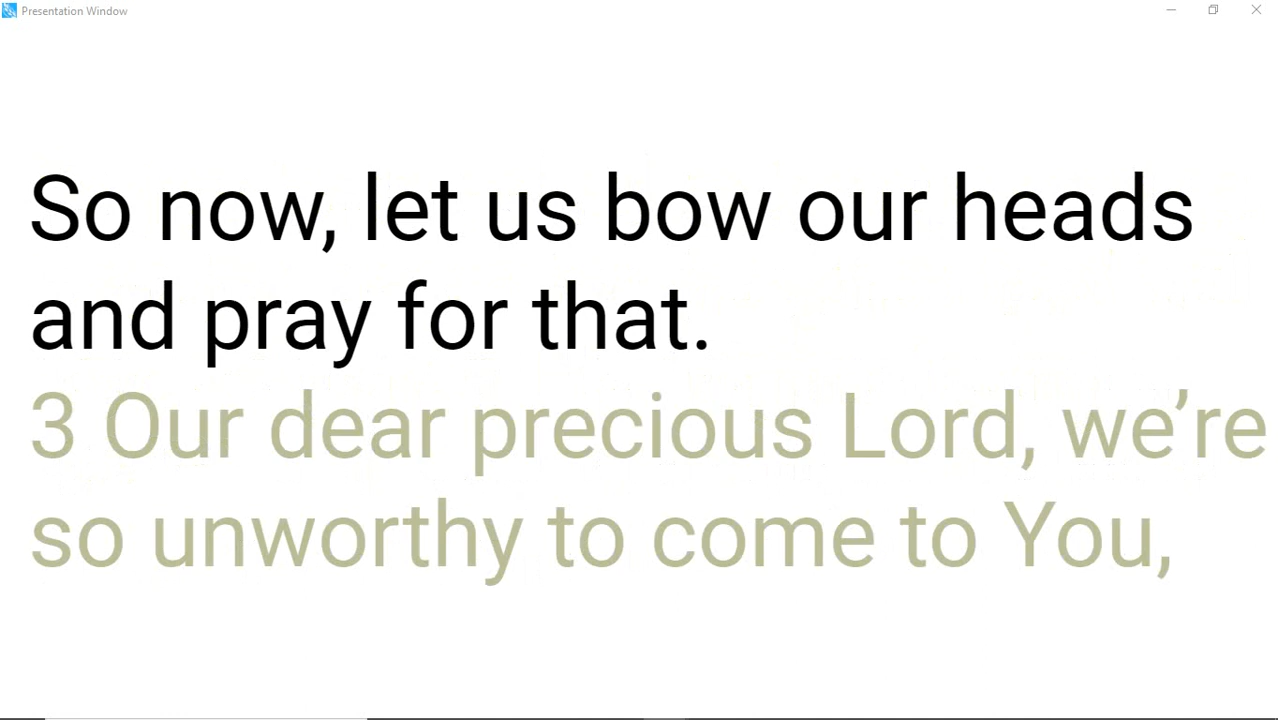 Presentation Window
So now, let us bow our heads
and pray for that.
3 Our dear precious Lord, we’re
so unworthy to come to You,